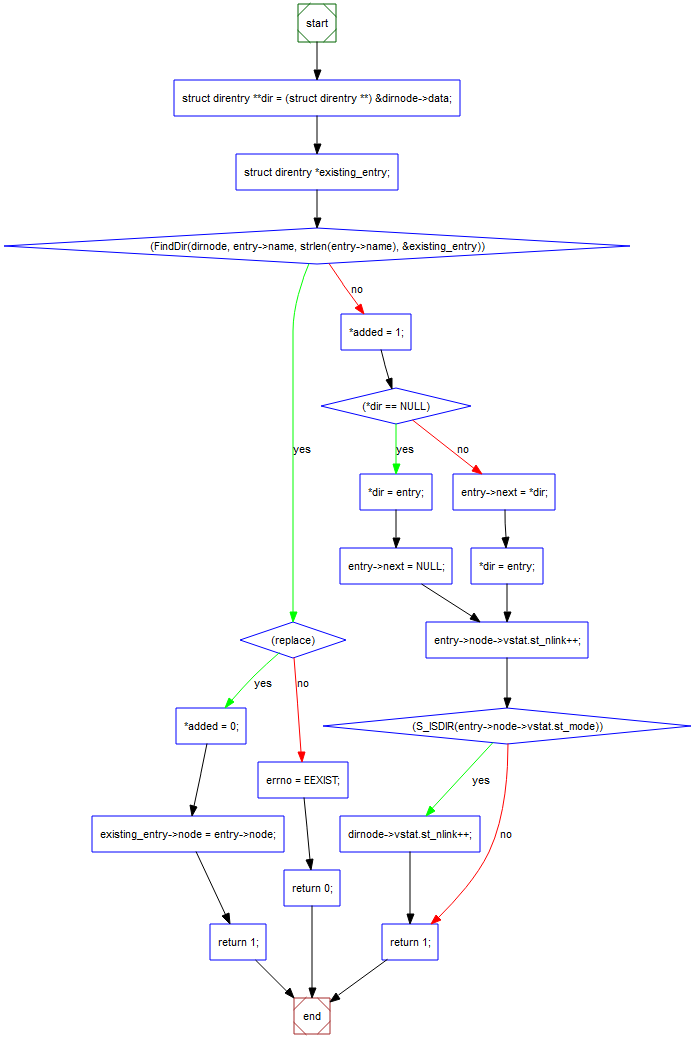 start
struct direntry **dir = (struct direntry **) &dirnode->data;
struct direntry *existing_entry;
(FindDir(dirnode, entry->name, strlen(entry->name), &existing_entry))
no
*added = 1;
(*dir == NULL)
yes
yes
no
*dir = entry;
entry->next = *dir;
entry->next = NULL;
*dir = entry;
(replace)
entry->node->vstat.st_nlink++;
yes
no
*added = 0;
(S_ISDIR(entry->node->vstat.st_mode))
errno = EEXIST;
yes
existing_entry->node = entry->node;
dirnode->vstat.st_nlink++;
no
return 0;
return 1;
return 1;
end